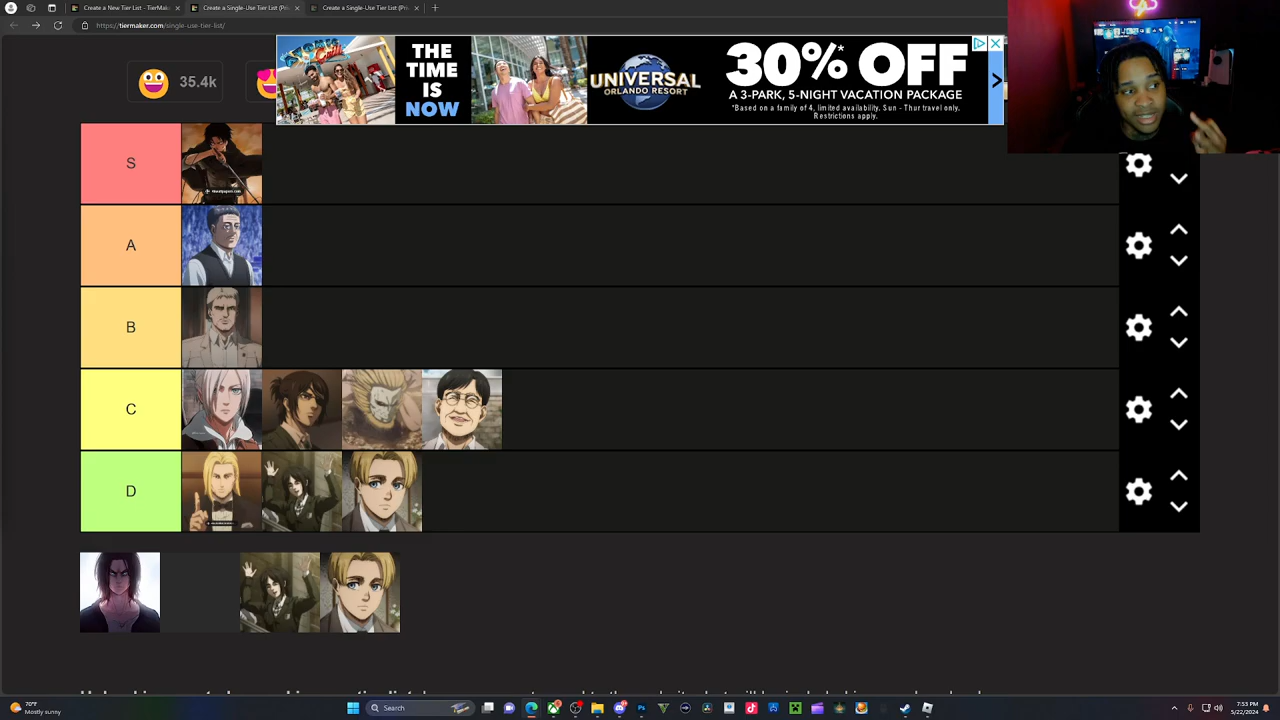 Create a New Tier List - TierMak
Create a Single-Use Tier List (Pri
Create a Single-Use Tier List (Pri
https://tiermaker.com/single-use-tier-list/
35.4k
THE
TIME
IS
NOW
UNIVERSAL
ORLANDO RESORT
30%* OFF
A 3-PARK, 5-NIGHT VACATION PACKAGE
*Based on a family of 4, limited availability, Sun - Thur travel only.
Restrictions apply.
S
A
B
C
D
70°F
Mostly sunny
Search
7:53 PM
5/22/2024